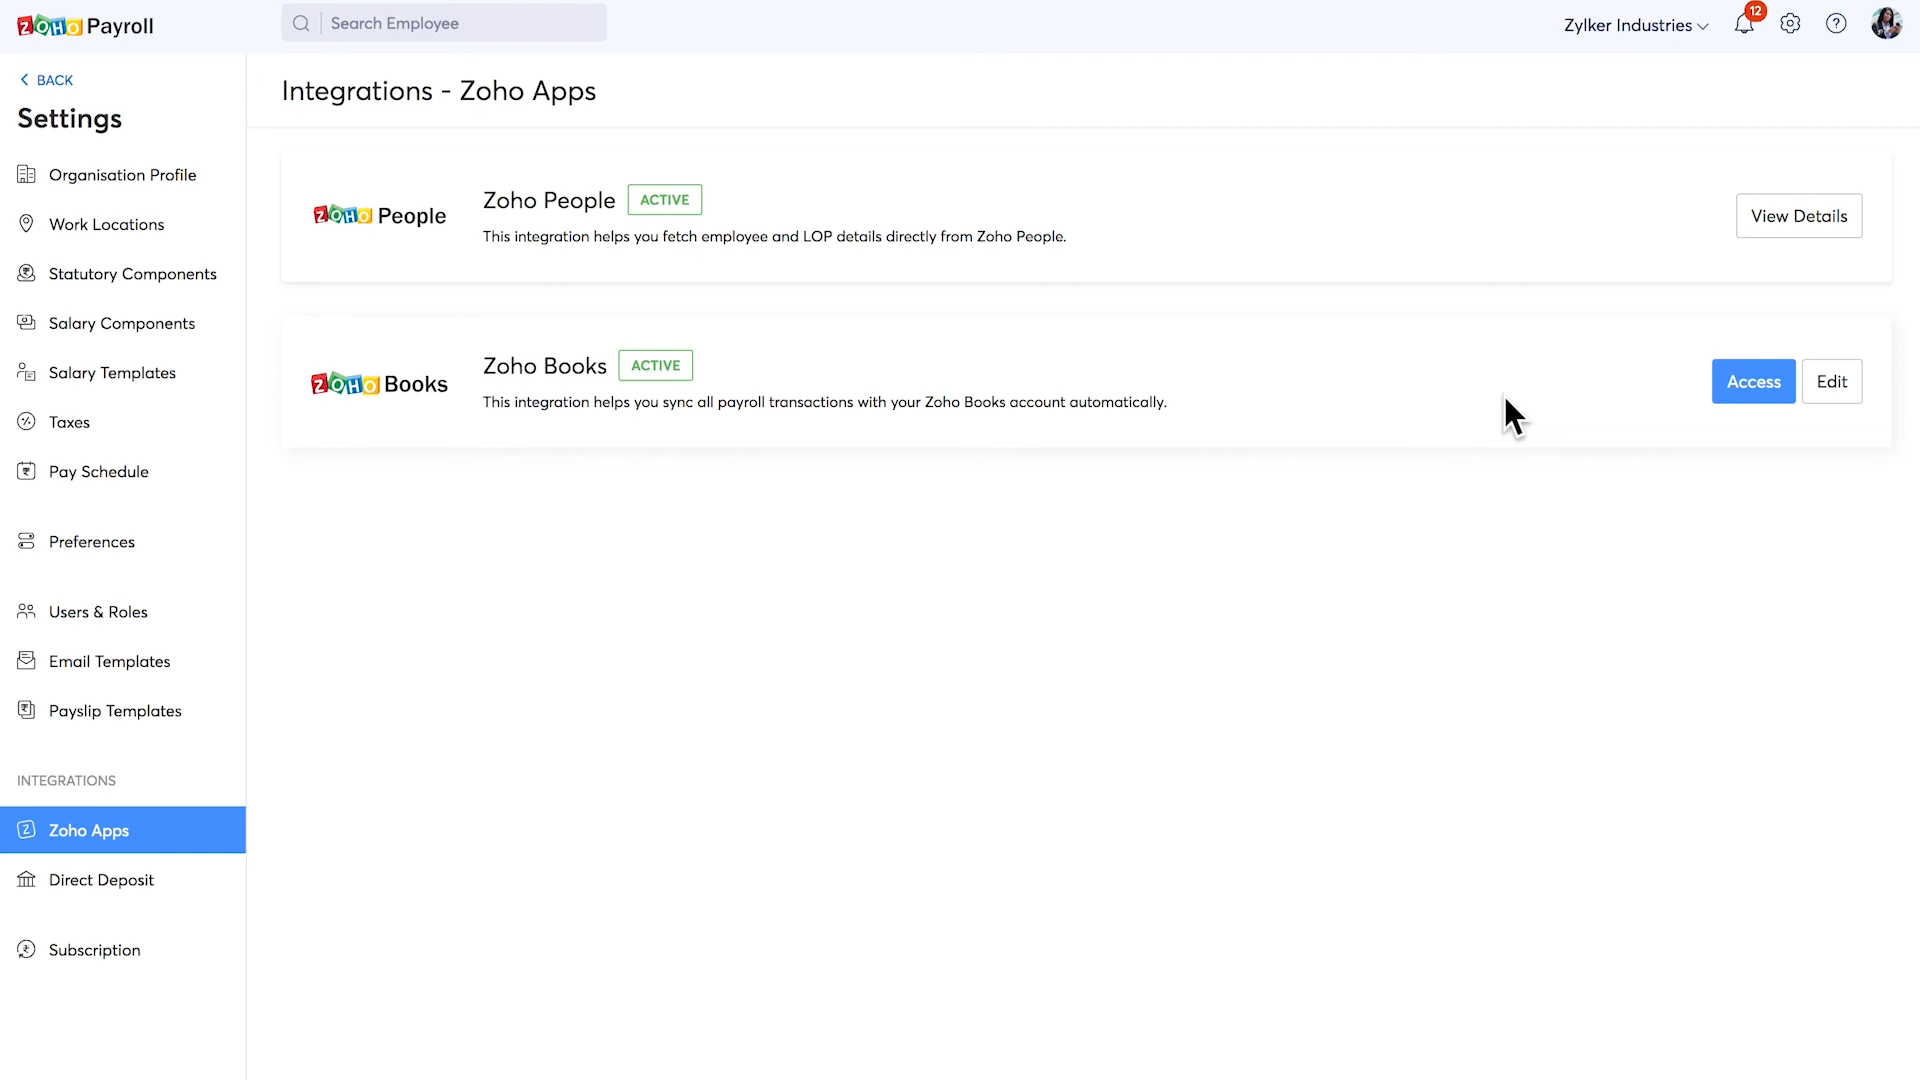 ZOHO Payroll
Search Employee
Zylker Industries
12
BACK
Settings
Organisation Profile
Work Locations
Statutory Components
Salary Components
Salary Templates
Taxes
Pay Schedule
Preferences
Users & Roles
Email Templates
Payslip Templates
INTEGRATIONS
Zoho Apps
Direct Deposit
Subscription
Integrations - Zoho Apps
ZOHO People
Zoho People ACTIVE
This integration helps you fetch employee and LOP details directly from Zoho People.
View Details
ZOHO Books
Zoho Books ACTIVE
This integration helps you sync all payroll transactions with your Zoho Books account automatically.
Access Edit